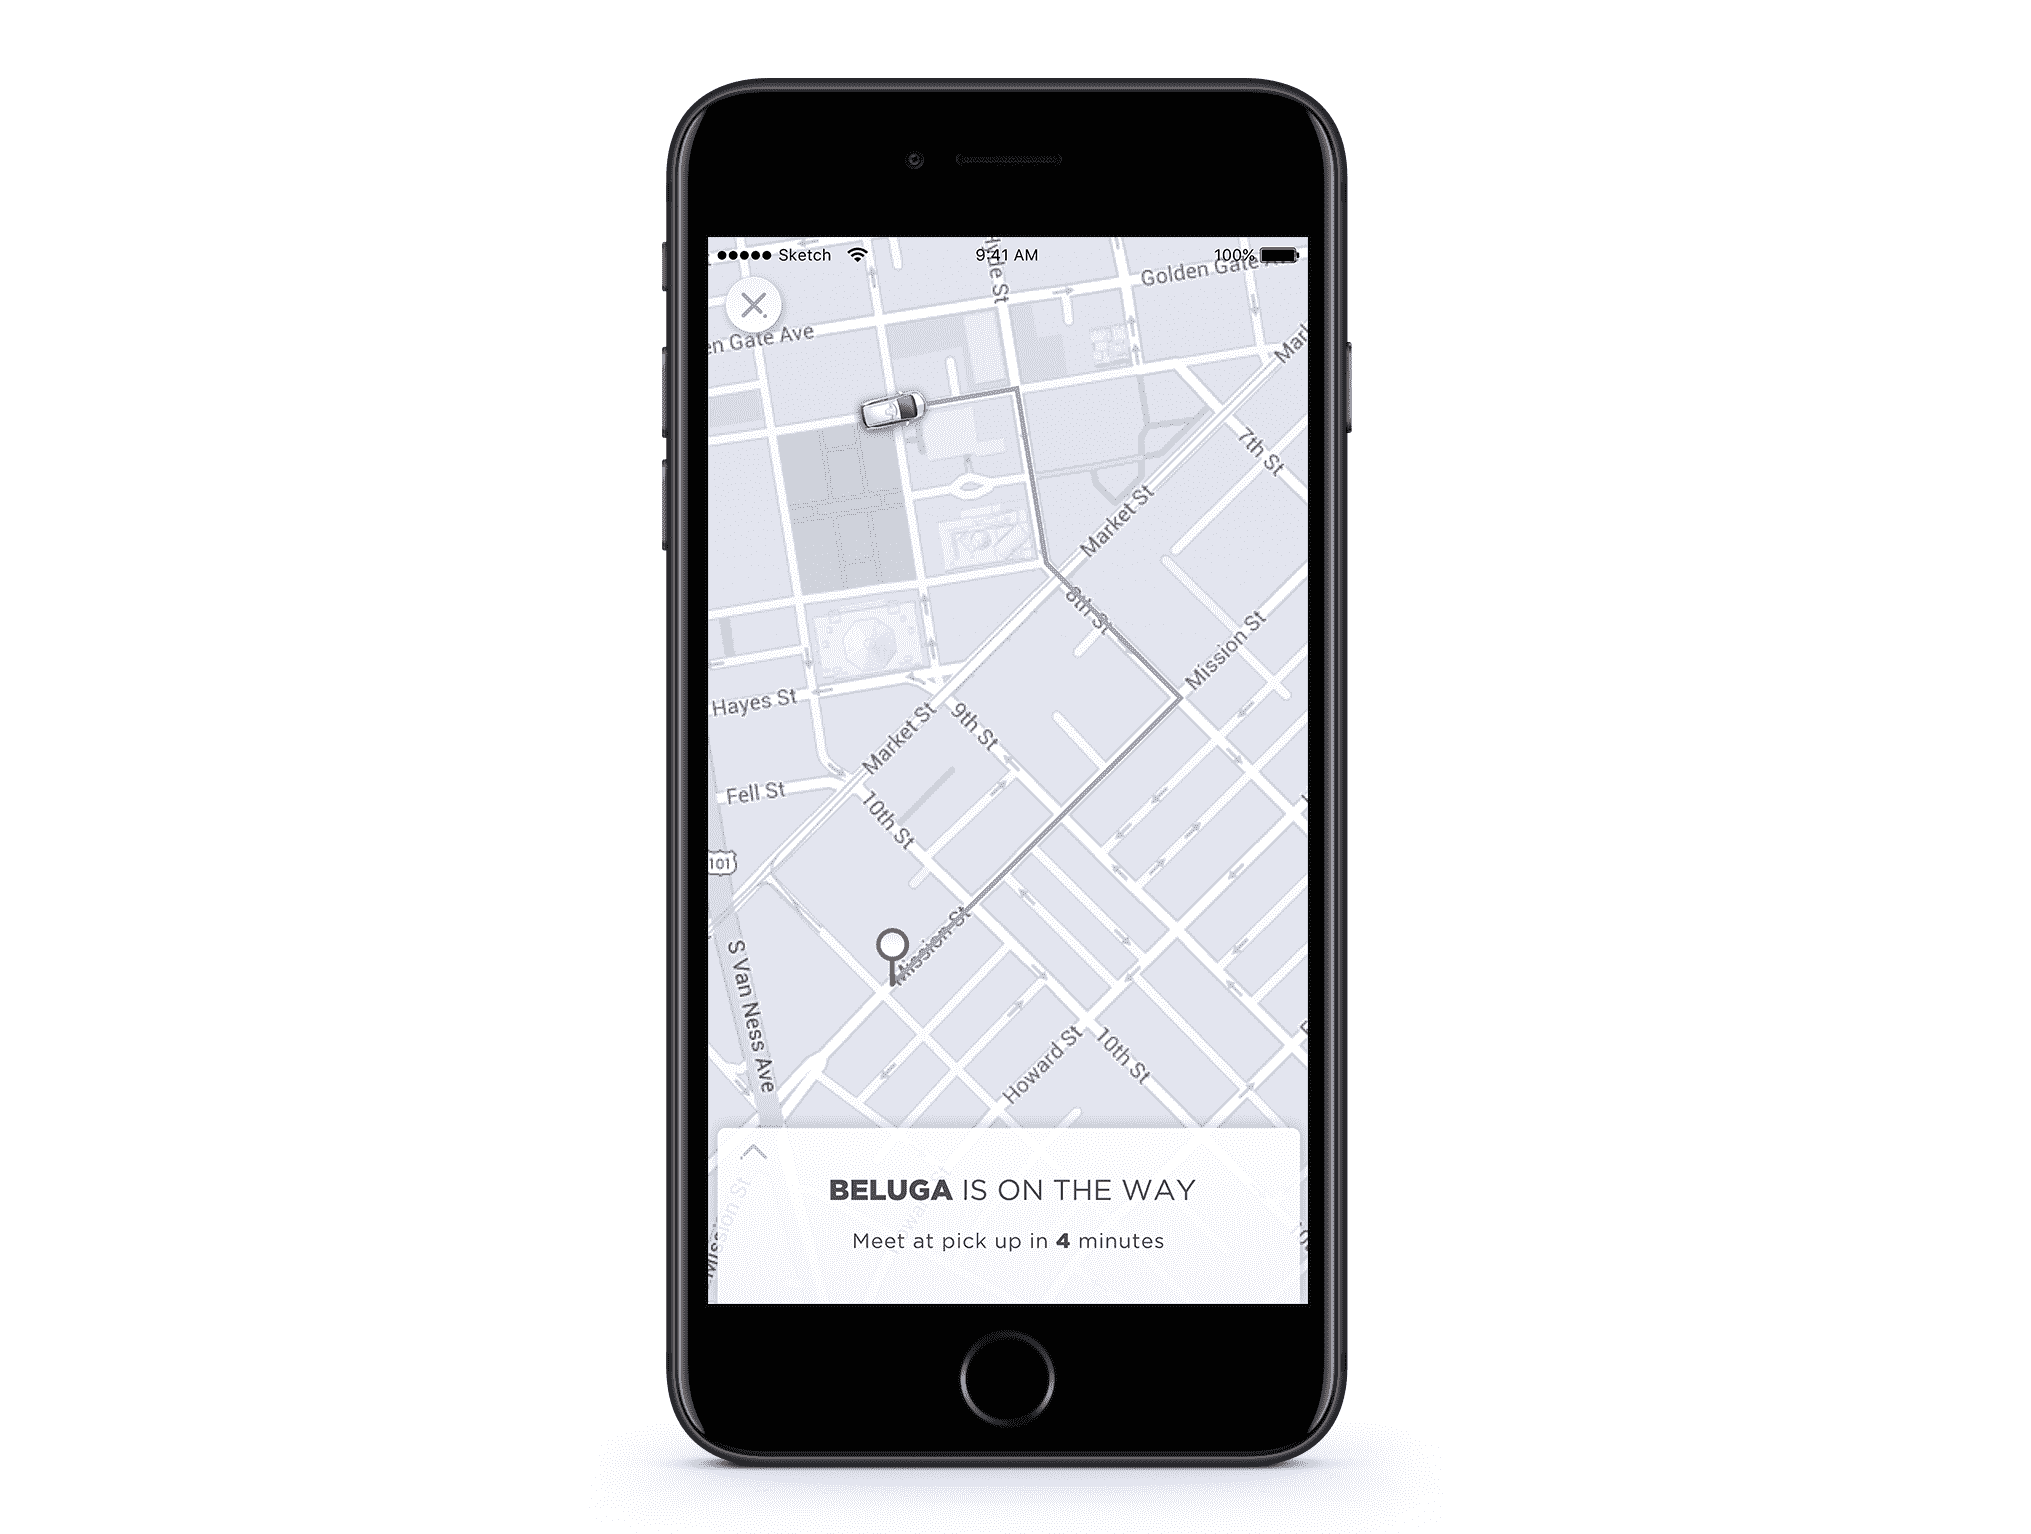 Sketch
9:41 AM
100%
Hyde St
Golden Gate Av
en Gate Ave
Mark
7th St
Market St
8th St
Mission St
Hayes St
Market St
9th St
Fell St
10th St
101
Mission St
S Van Ness Ave
Howard St
10th St
BELUGA IS ON THE WAY
Meet at pick up in 4 minutes